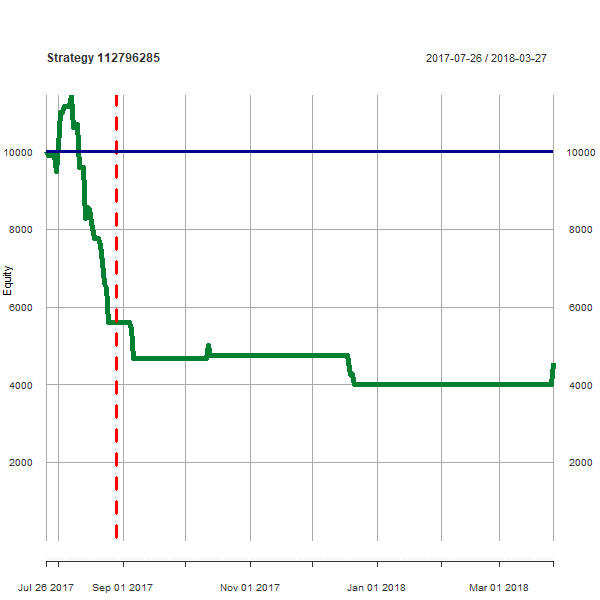 Strategy 112796285
2017-07-26 / 2018-03-27
10000
10000
8000
8000
Equity
6000
6000
4000
4000
2000
2000
Jul 26 2017
Sep 01 2017
Nov 01 2017
Jan 01 2018
Mar 01 2018